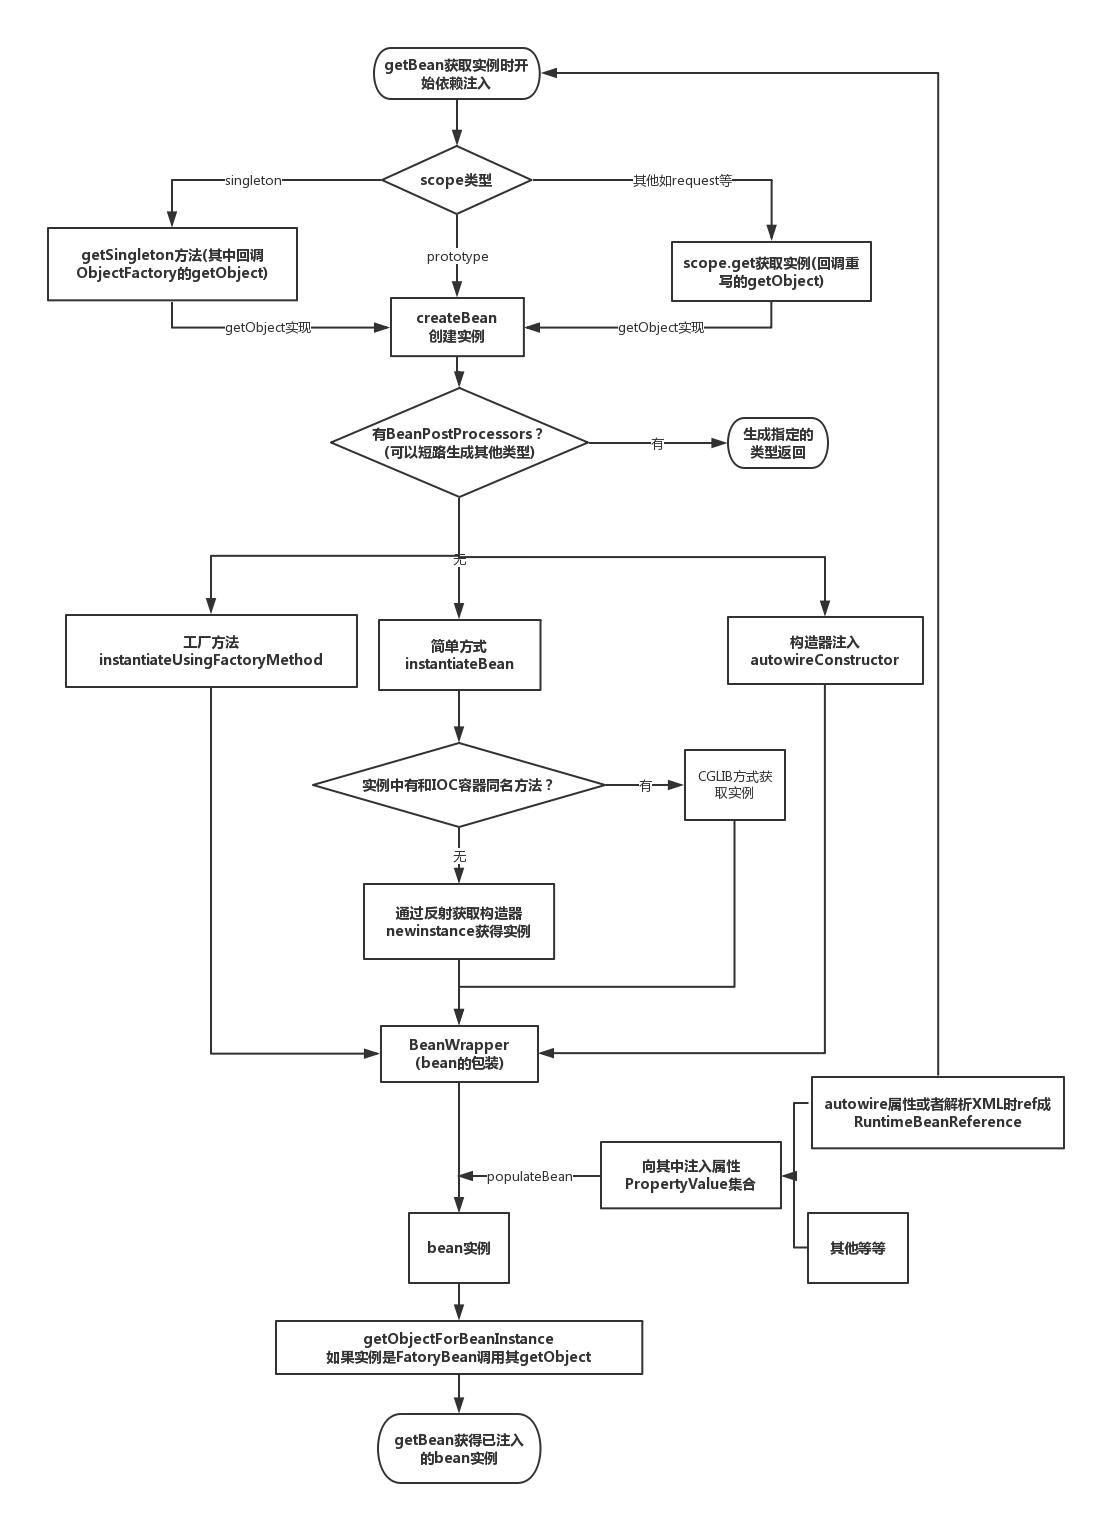 getBean获取实例时开
始依赖注入
scope类型
singleton
其他如request等
getSingleton方法(其中回调
ObjectFactory的getObject)
prototype
scope.get获取实例(回调重
写的getObject)
getObject实现
createBean
创建实例
getObject实现
有BeanPostProcessors？
(可以短路生成其他类型)
有
生成指定的
类型返回
无
工厂方法
instantiateUsingFactoryMethod
简单方式
instantiateBean
构造器注入
autowireConstructor
实例中有和IOC容器同名方法？
有
CGLIB方式获
取实例
无
通过反射获取构造器
newinstance获得实例
BeanWrapper
(bean的包装)
autowire属性或者解析XML时ref成
RuntimeBeanReference
populateBean
向其中注入属性
PropertyValue集合
bean实例
其他等等
getObjectForBeanInstance
如果实例是FatoryBean调用其getObject
getBean获得已注入
的bean实例